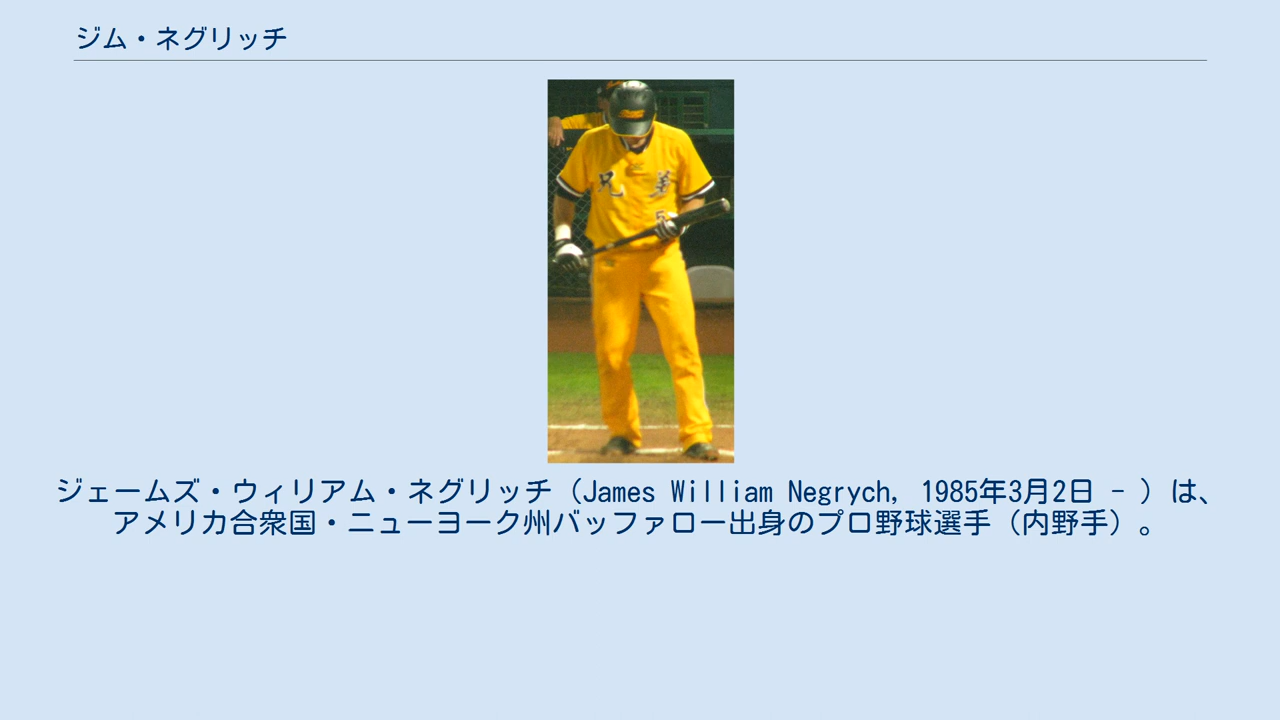 ジム・ネグリッチ
兄弟
ジェームズ・ウィリアム・ネグリッチ（James William Negrych, 1985年3月2日 - ）は、
アメリカ合衆国・ニューヨーク州バッファロー出身のプロ野球選手（内野手）。